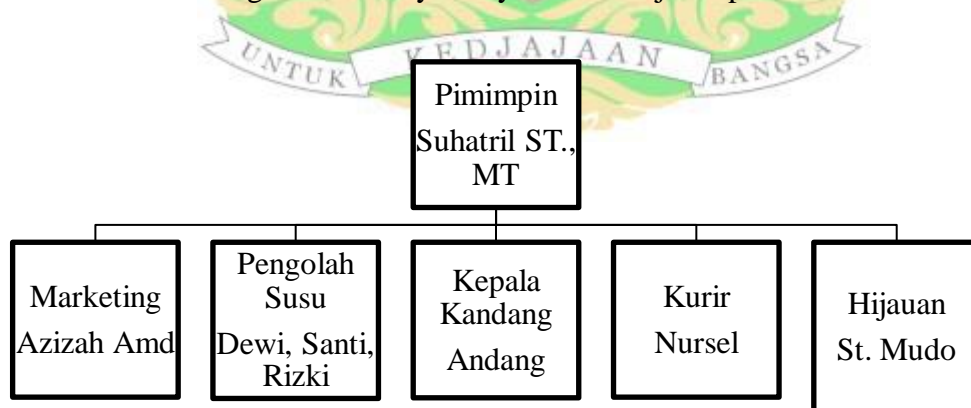 UNTUK KEDJAJAAN BANGSA
Pimimpin
Suhatril ST.,
MT
Marketing
Azizah Amd
Pengolah
Susu
Dewi, Santi,
Rizki
Kepala
Kandang
Andang
Kurir
Nursel
Hijauan
St. Mudo